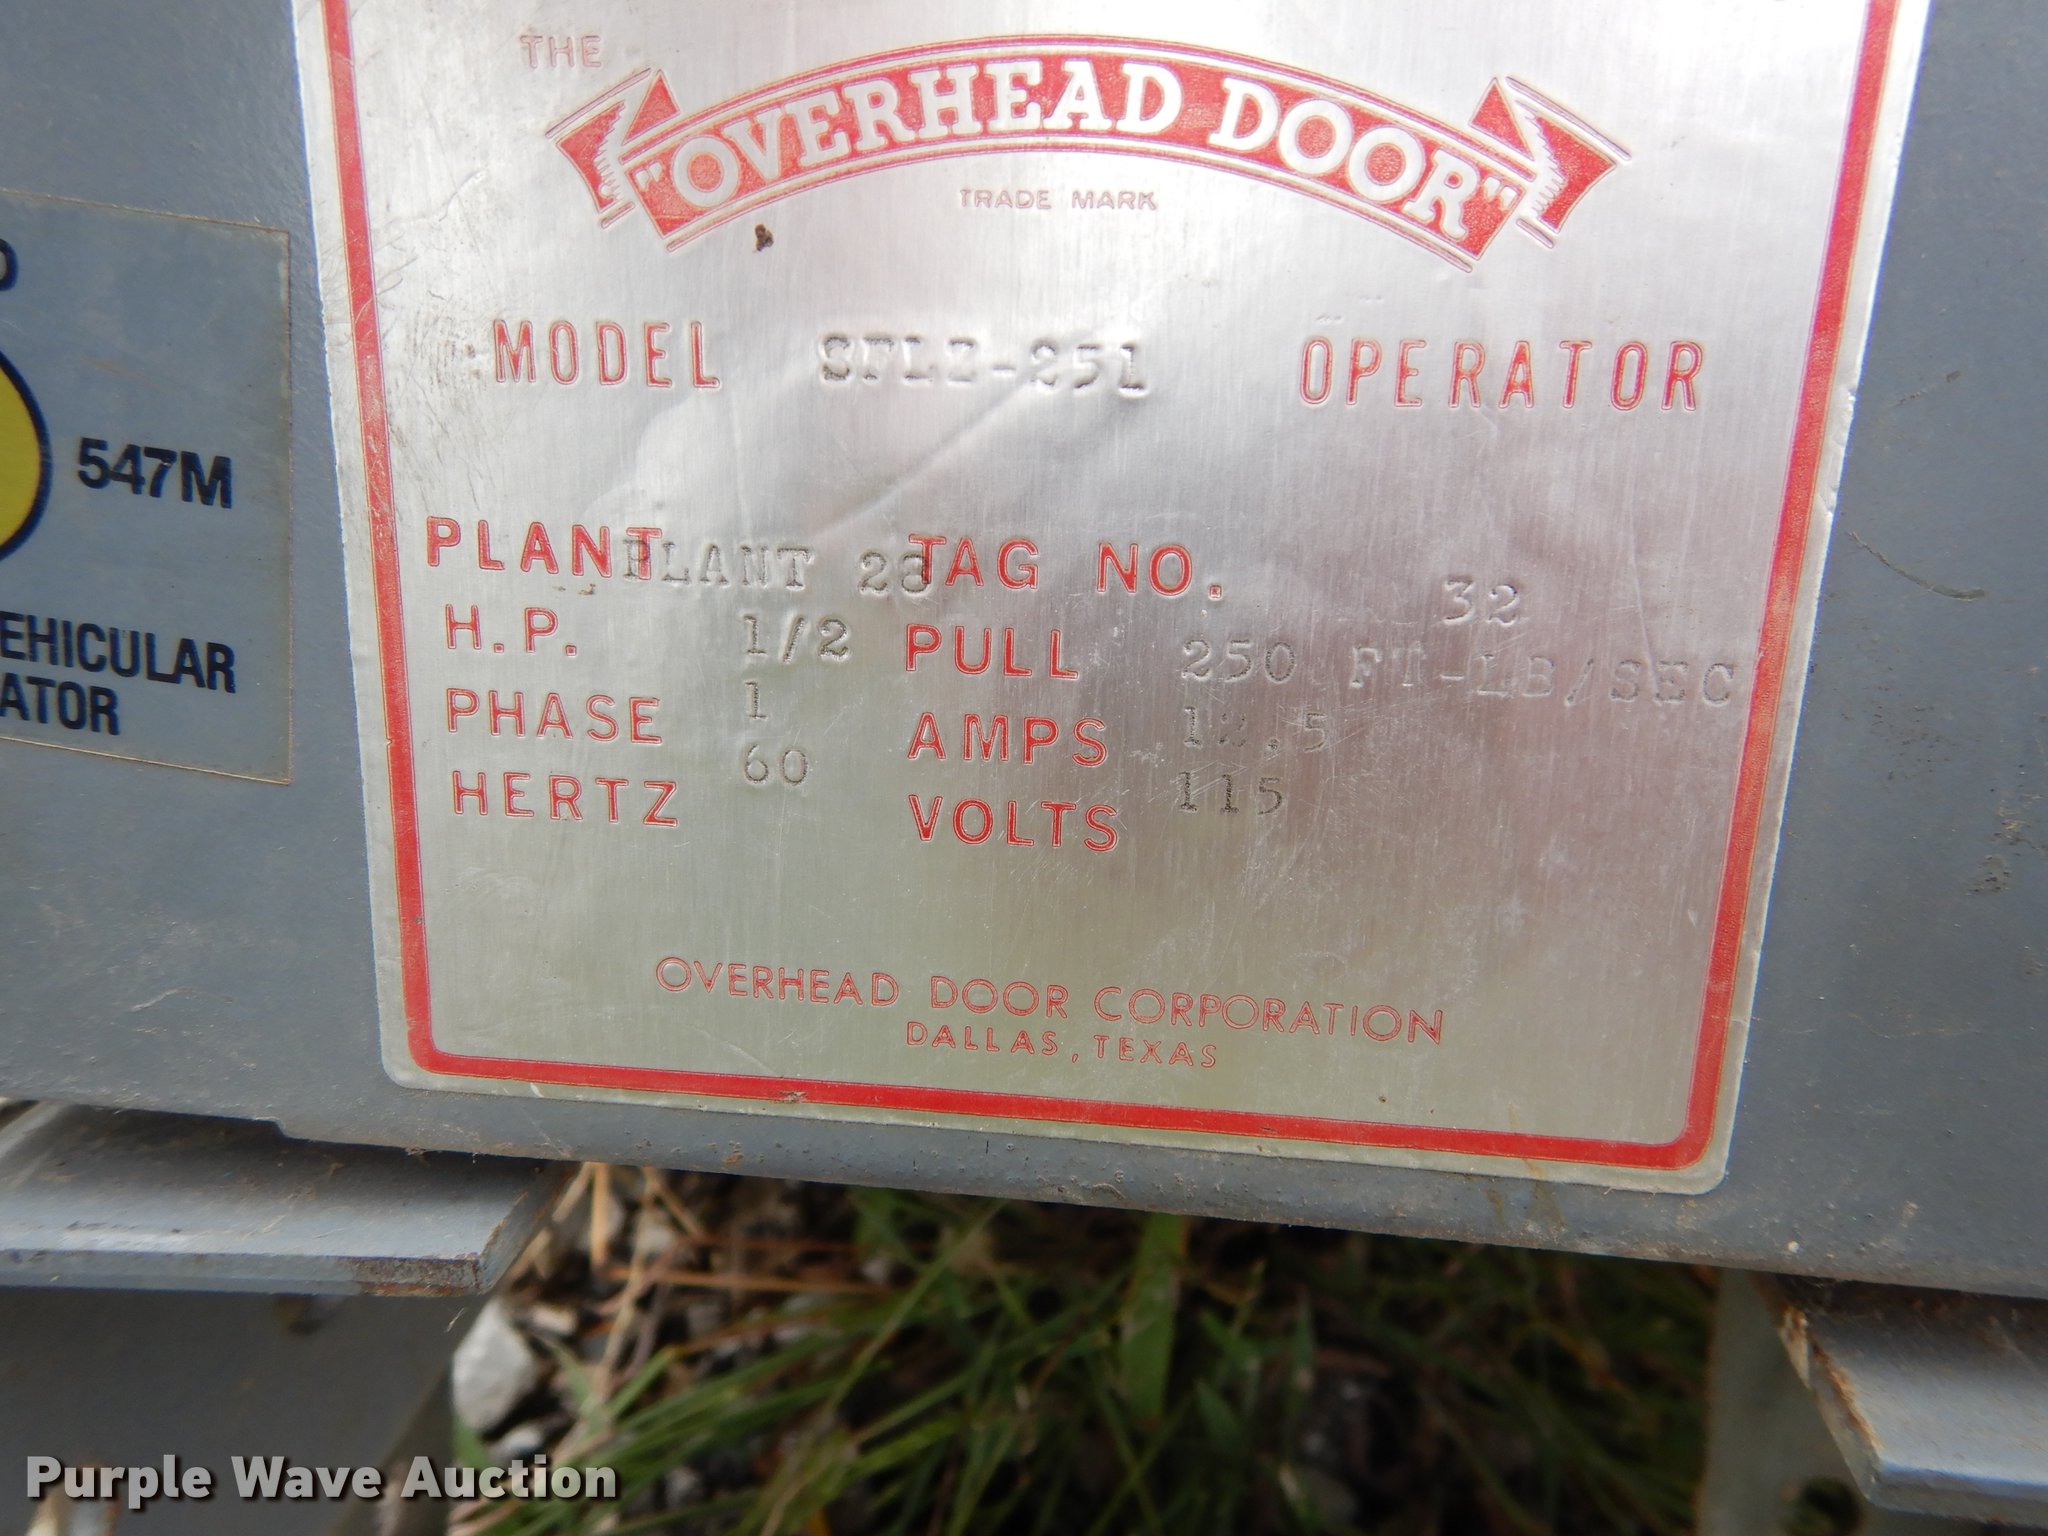 THE "OVERHEAD DOOR"
TRADE MARK
MODEL SFLZ-251 OPERATOR
PLANT PLANT 26 TAG NO. 32
H.P. 1/2 PULL 250 FT-LB/SEC
PHASE 1 AMPS 12.5
HERTZ 60 VOLTS 115
OVERHEAD DOOR CORPORATION
DALLAS, TEXAS
547M
EHICULAR
ATOR
Purple Wave Auction